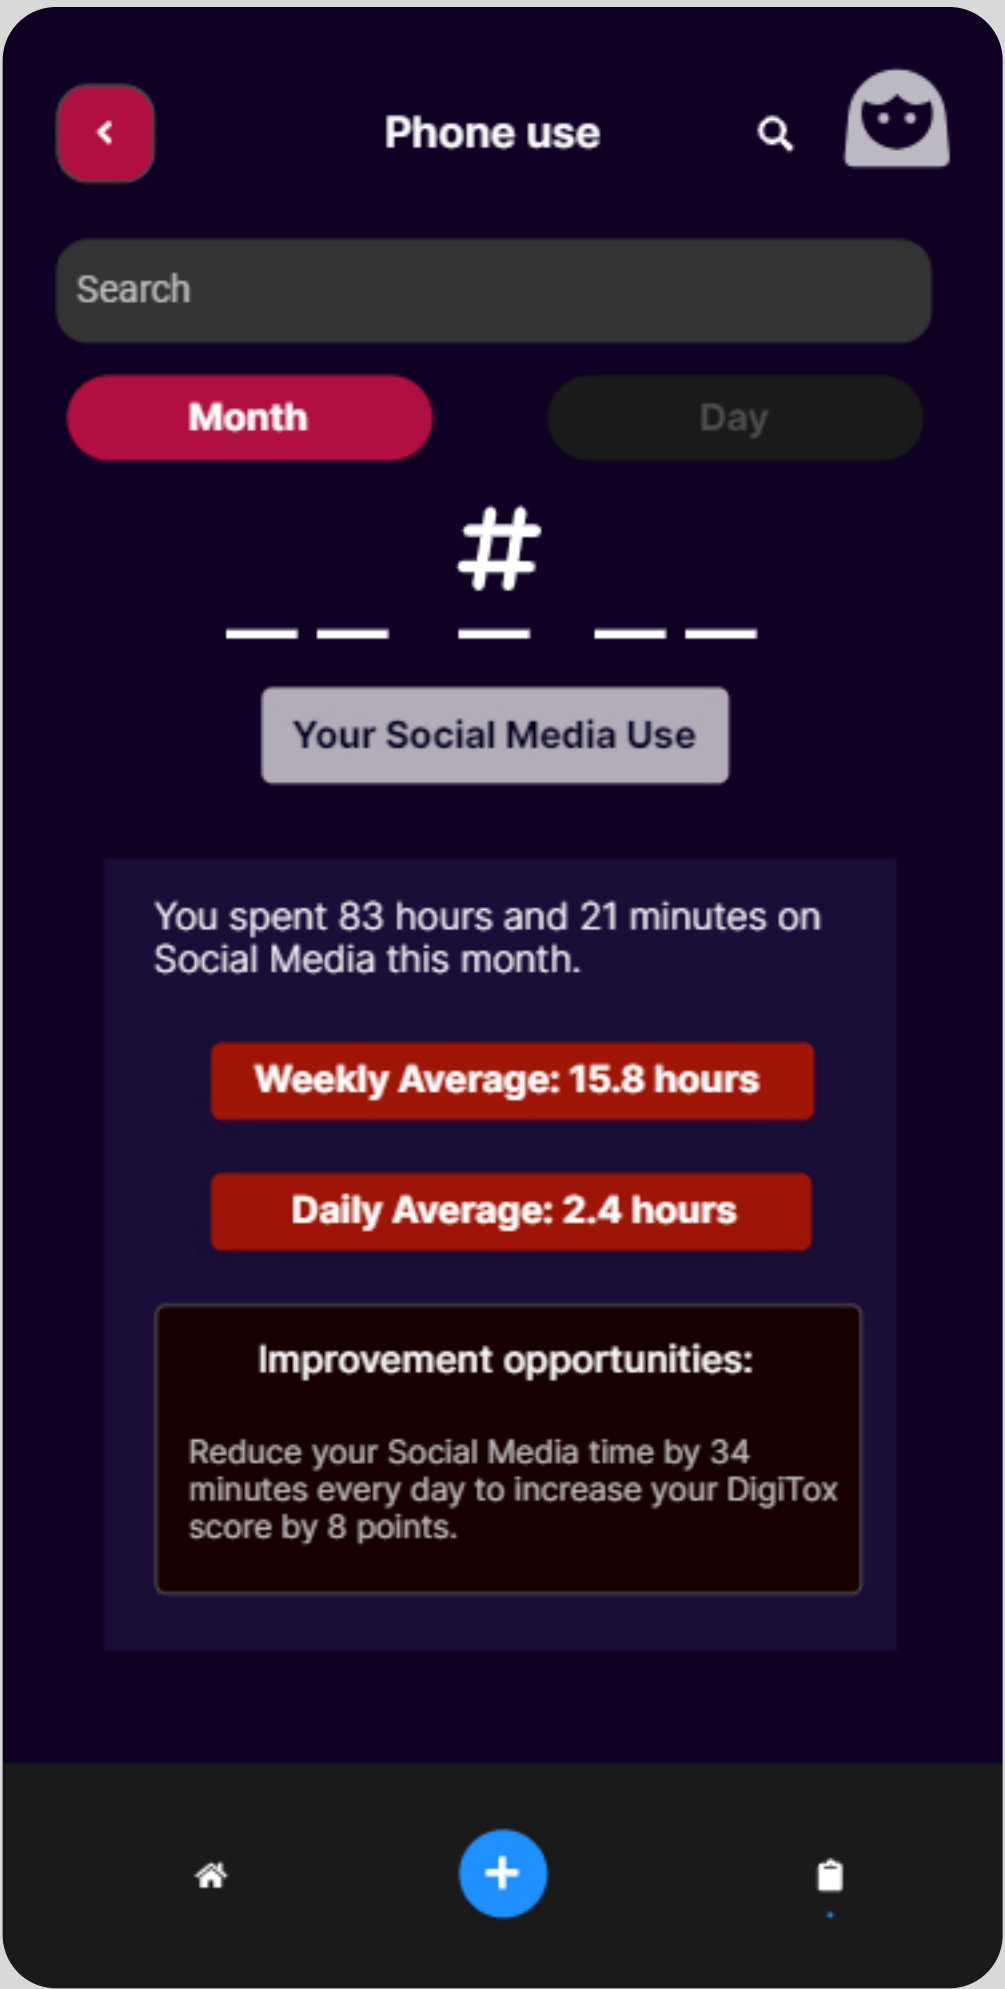 Phone use
Search
Month
Day
#
Your Social Media Use
You spent 83 hours and 21 minutes on
Social Media this month.
Weekly Average: 15.8 hours
Daily Average: 2.4 hours
Improvement opportunities:
Reduce your Social Media time by 34
minutes every day to increase your DigiTox
score by 8 points.